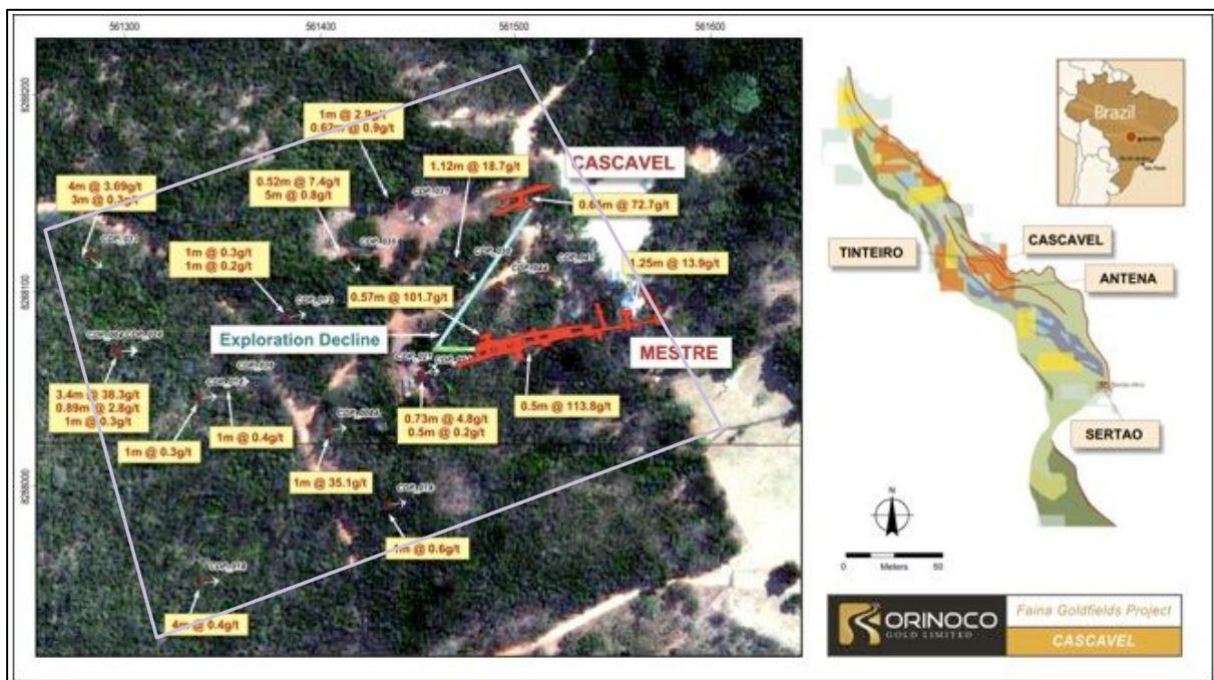 561300
561400
561500
561600
8268200
8268100
8268000
1m @ 2.9g/t
0.62m @ 0.9g/t
1.12m @ 18.7g/t
CASCAVEL
4m @ 3.69g/t
3m @ 0.3g/t
0.52m @ 7.4g/t
5m @ 0.8g/t
72.7g/t
1m @ 0.3g/t
1m @ 0.2g/t
1.25m @ 13.9g/t
0.57m @ 101.7g/t
Exploration Decline
MESTRE
3.4m @ 38.3g/t
0.89m @ 2.8g/t
1m @ 0.3g/t
0.73m @ 4.8g/t
0.5m @ 0.2g/t
0.5m @ 113.8g/t
1m @ 0.3g/t
1m @ 0.4g/t
1m @ 35.1g/t
1m @ 0.6g/t
4m @ 0.4g/t
Brazil
TINTEIRO
CASCAVEL
ANTENA
SERTAO
N
0 Meters 50
ORINOCO
GOLD LIMITED
Faina Goldfields Project
CASCAVEL